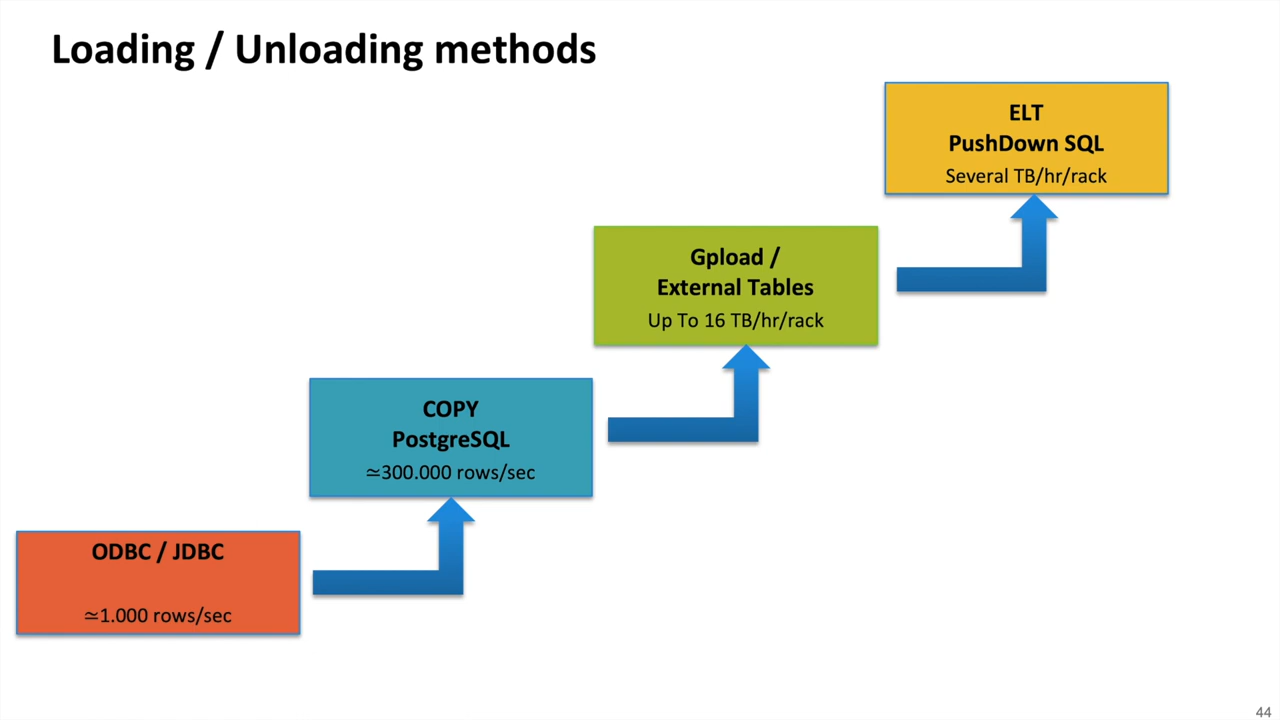 Loading / Unloading methods
ELT
PushDown SQL
Several TB/hr/rack
Gpload /
External Tables
Up To 16 TB/hr/rack
COPY
PostgreSQL
≃300.000 rows/sec
ODBC / JDBC
≃1.000 rows/sec
44